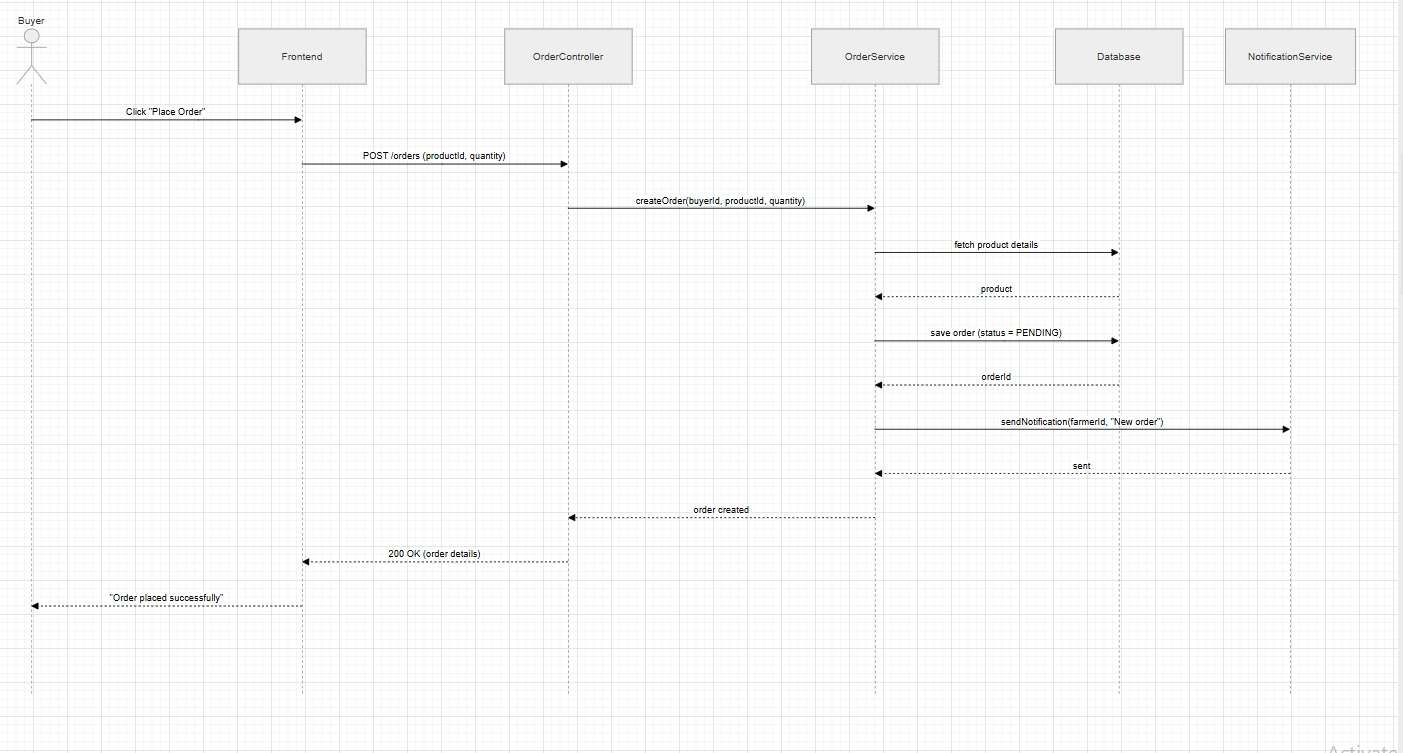 Buyer
Frontend
OrderController
OrderService
Database
NotificationService
Click "Place Order"
POST /orders (productId, quantity)
createOrder(buyerId, productId, quantity)
fetch product details
product
save order (status = PENDING)
orderId
sendNotification(farmerId, "New order")
sent
order created
200 OK (order details)
"Order placed successfully"
Activate